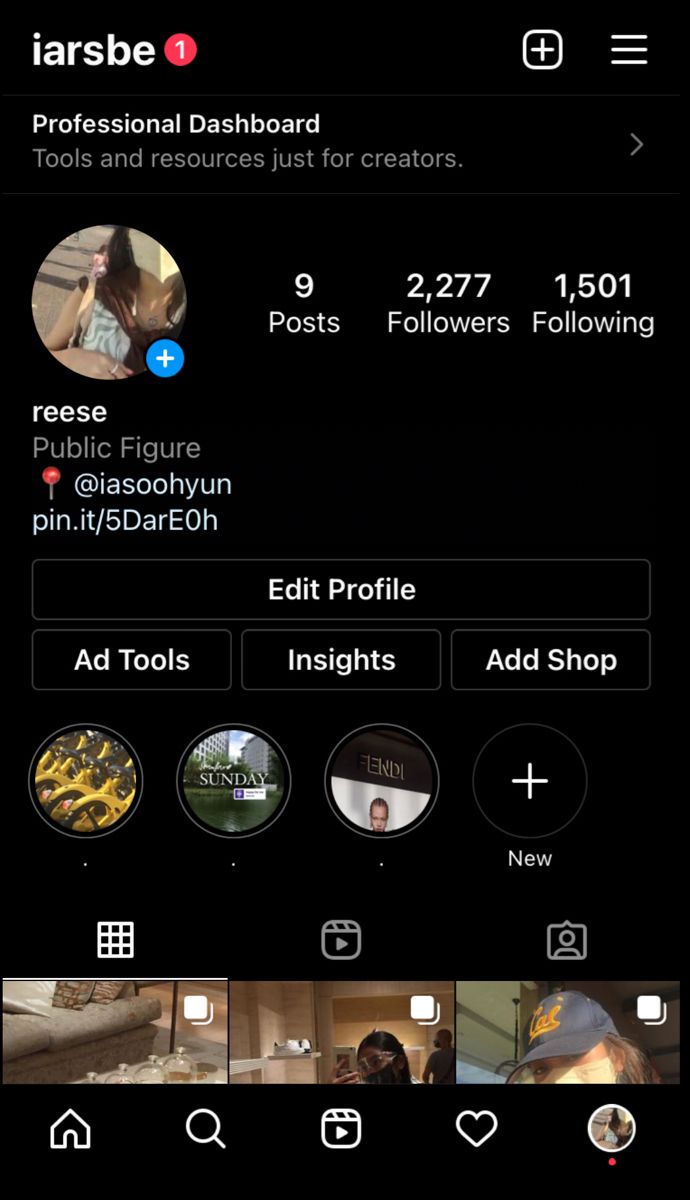 iarsbe 1
Professional Dashboard
Tools and resources just for creators.
9 2,277 1,501
Posts Followers Following
reese
Public Figure
📍 @iasoohyun
pin.it/5DarE0h
Edit Profile
Ad Tools Insights Add Shop
SUNDAY
FENDI
. . . New
Cal